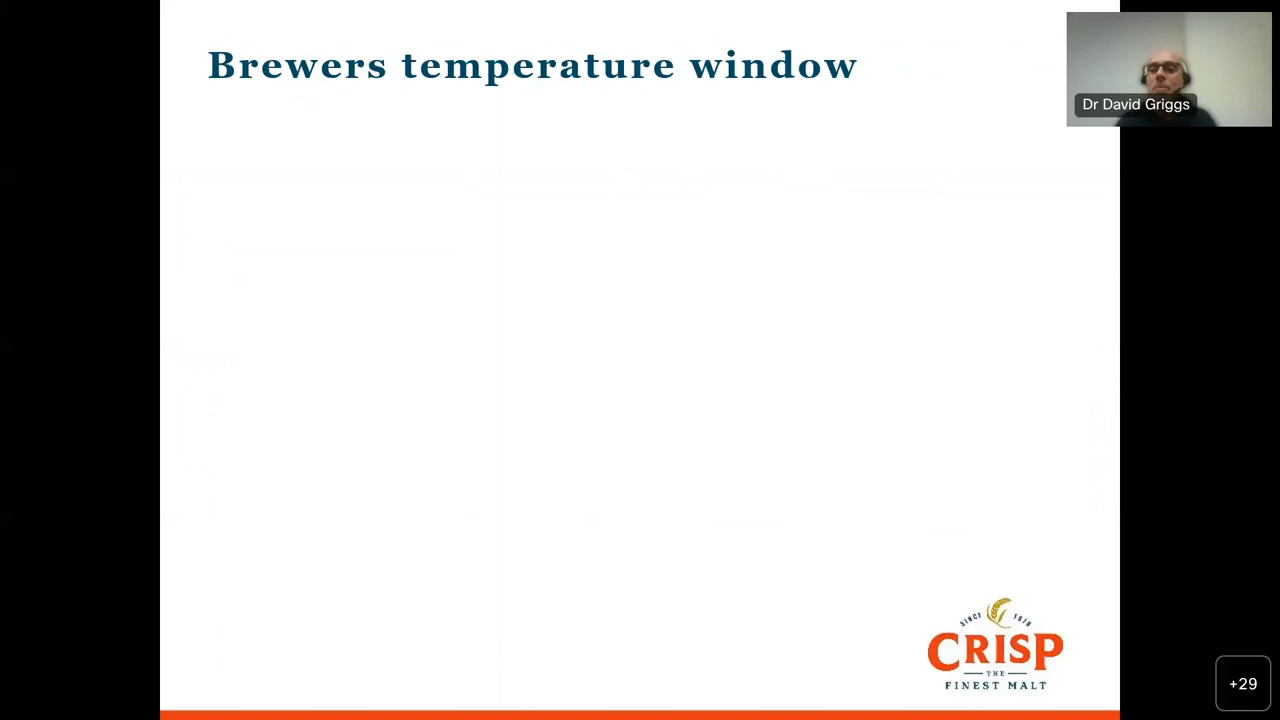 Brewers temperature window
Dr David Griggs
SINCE 1870
CRISP
THE
FINEST MALT
+29